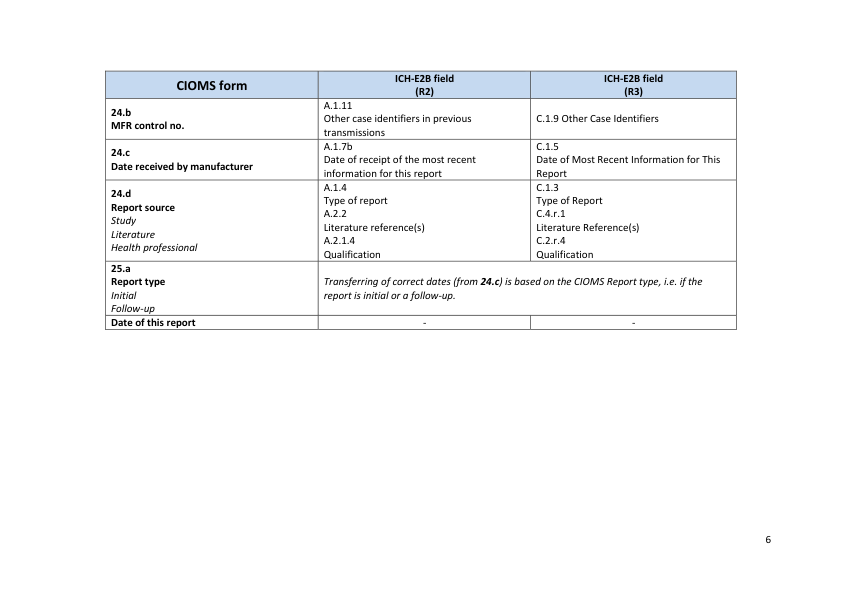 CIOMS form
ICH-E2B field
(R2)
ICH-E2B field
(R3)
24.b
MFR control no.
A.1.11
Other case identifiers in previous
transmissions
C.1.9 Other Case Identifiers
24.c
Date received by manufacturer
A.1.7b
Date of receipt of the most recent
information for this report
C.1.5
Date of Most Recent Information for This
Report
24.d
Report source
Study
Literature
Health professional
A.1.4
Type of report
A.2.2
Literature reference(s)
A.2.1.4
Qualification
C.1.3
Type of Report
C.4.r.1
Literature Reference(s)
C.2.r.4
Qualification
25.a
Report type
Initial
Follow-up
Transferring of correct dates (from 24.c) is based on the CIOMS Report type, i.e. if the
report is initial or a follow-up.
Date of this report
-
-
6